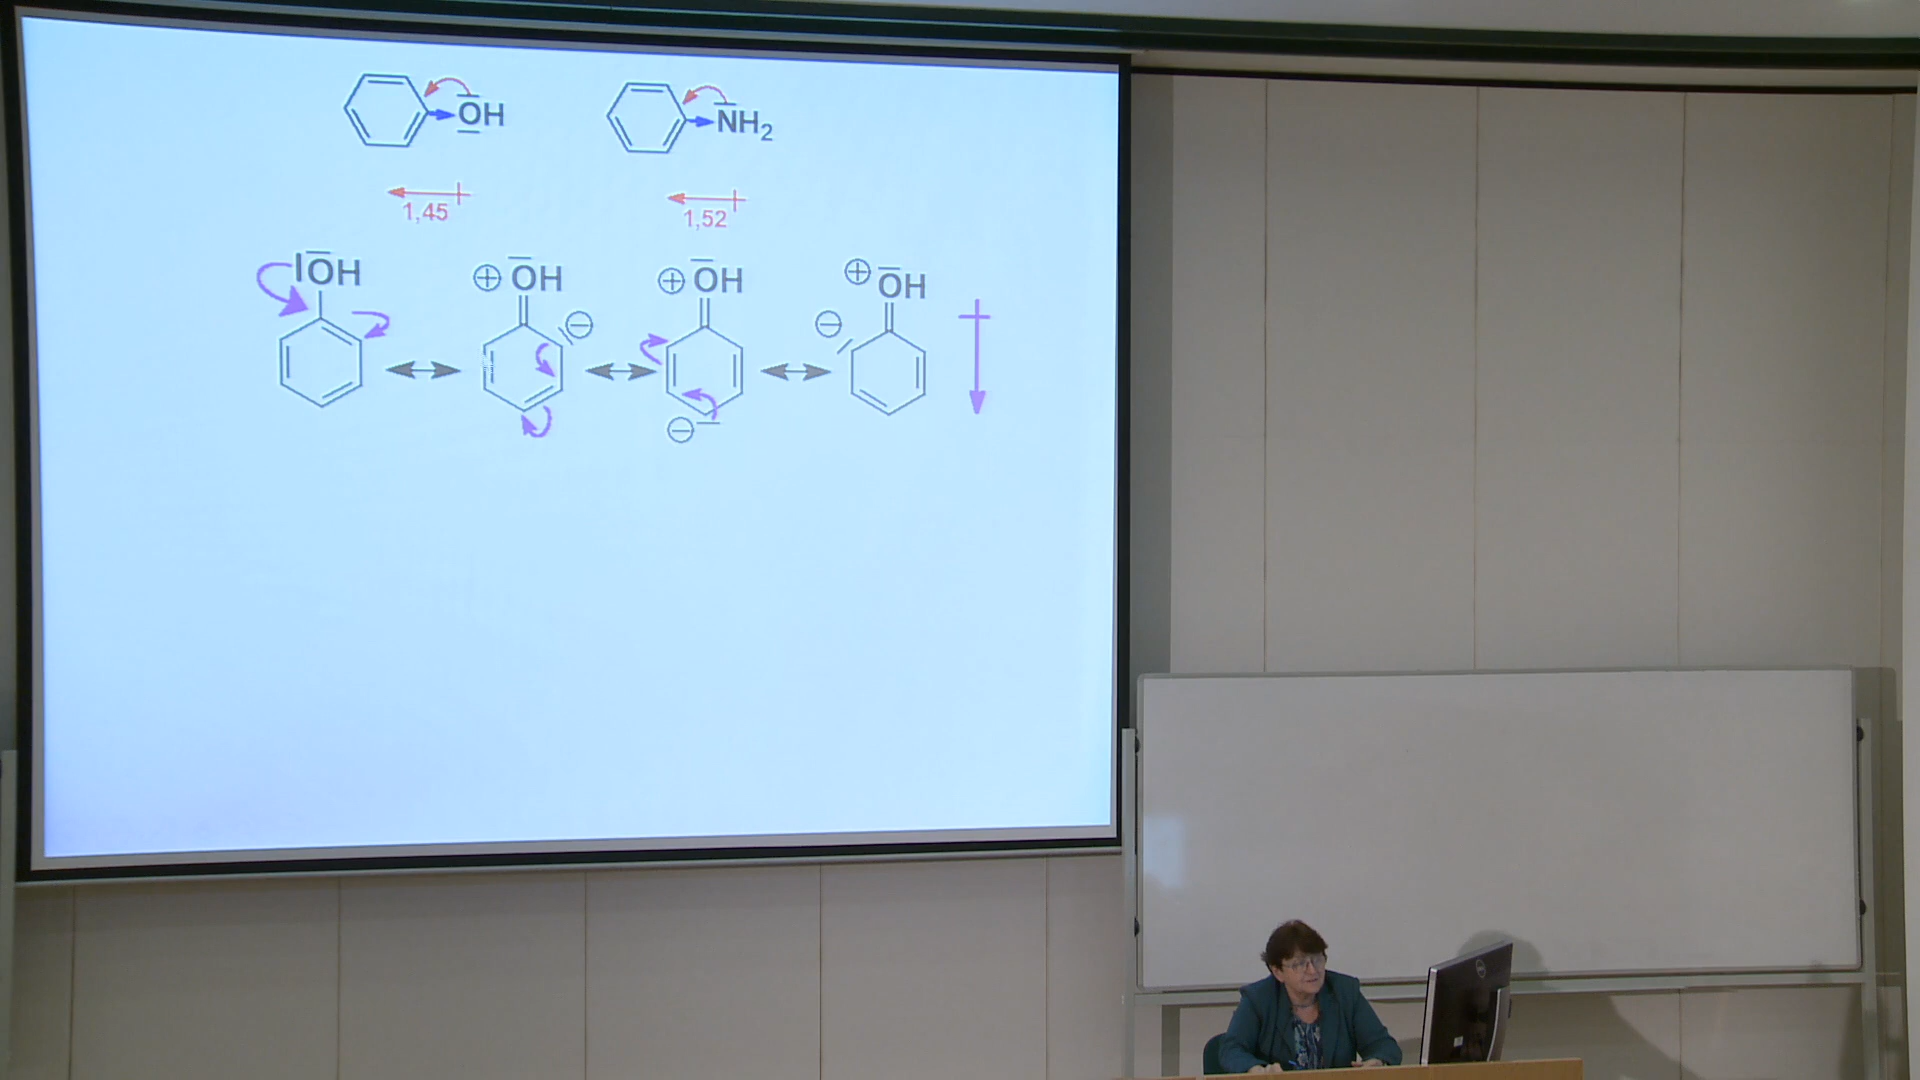 OH NH₂
1,45 1,52
|OH ⊕ OH ⊕ OH ⊕ OH
⊖ ⊖
⊖